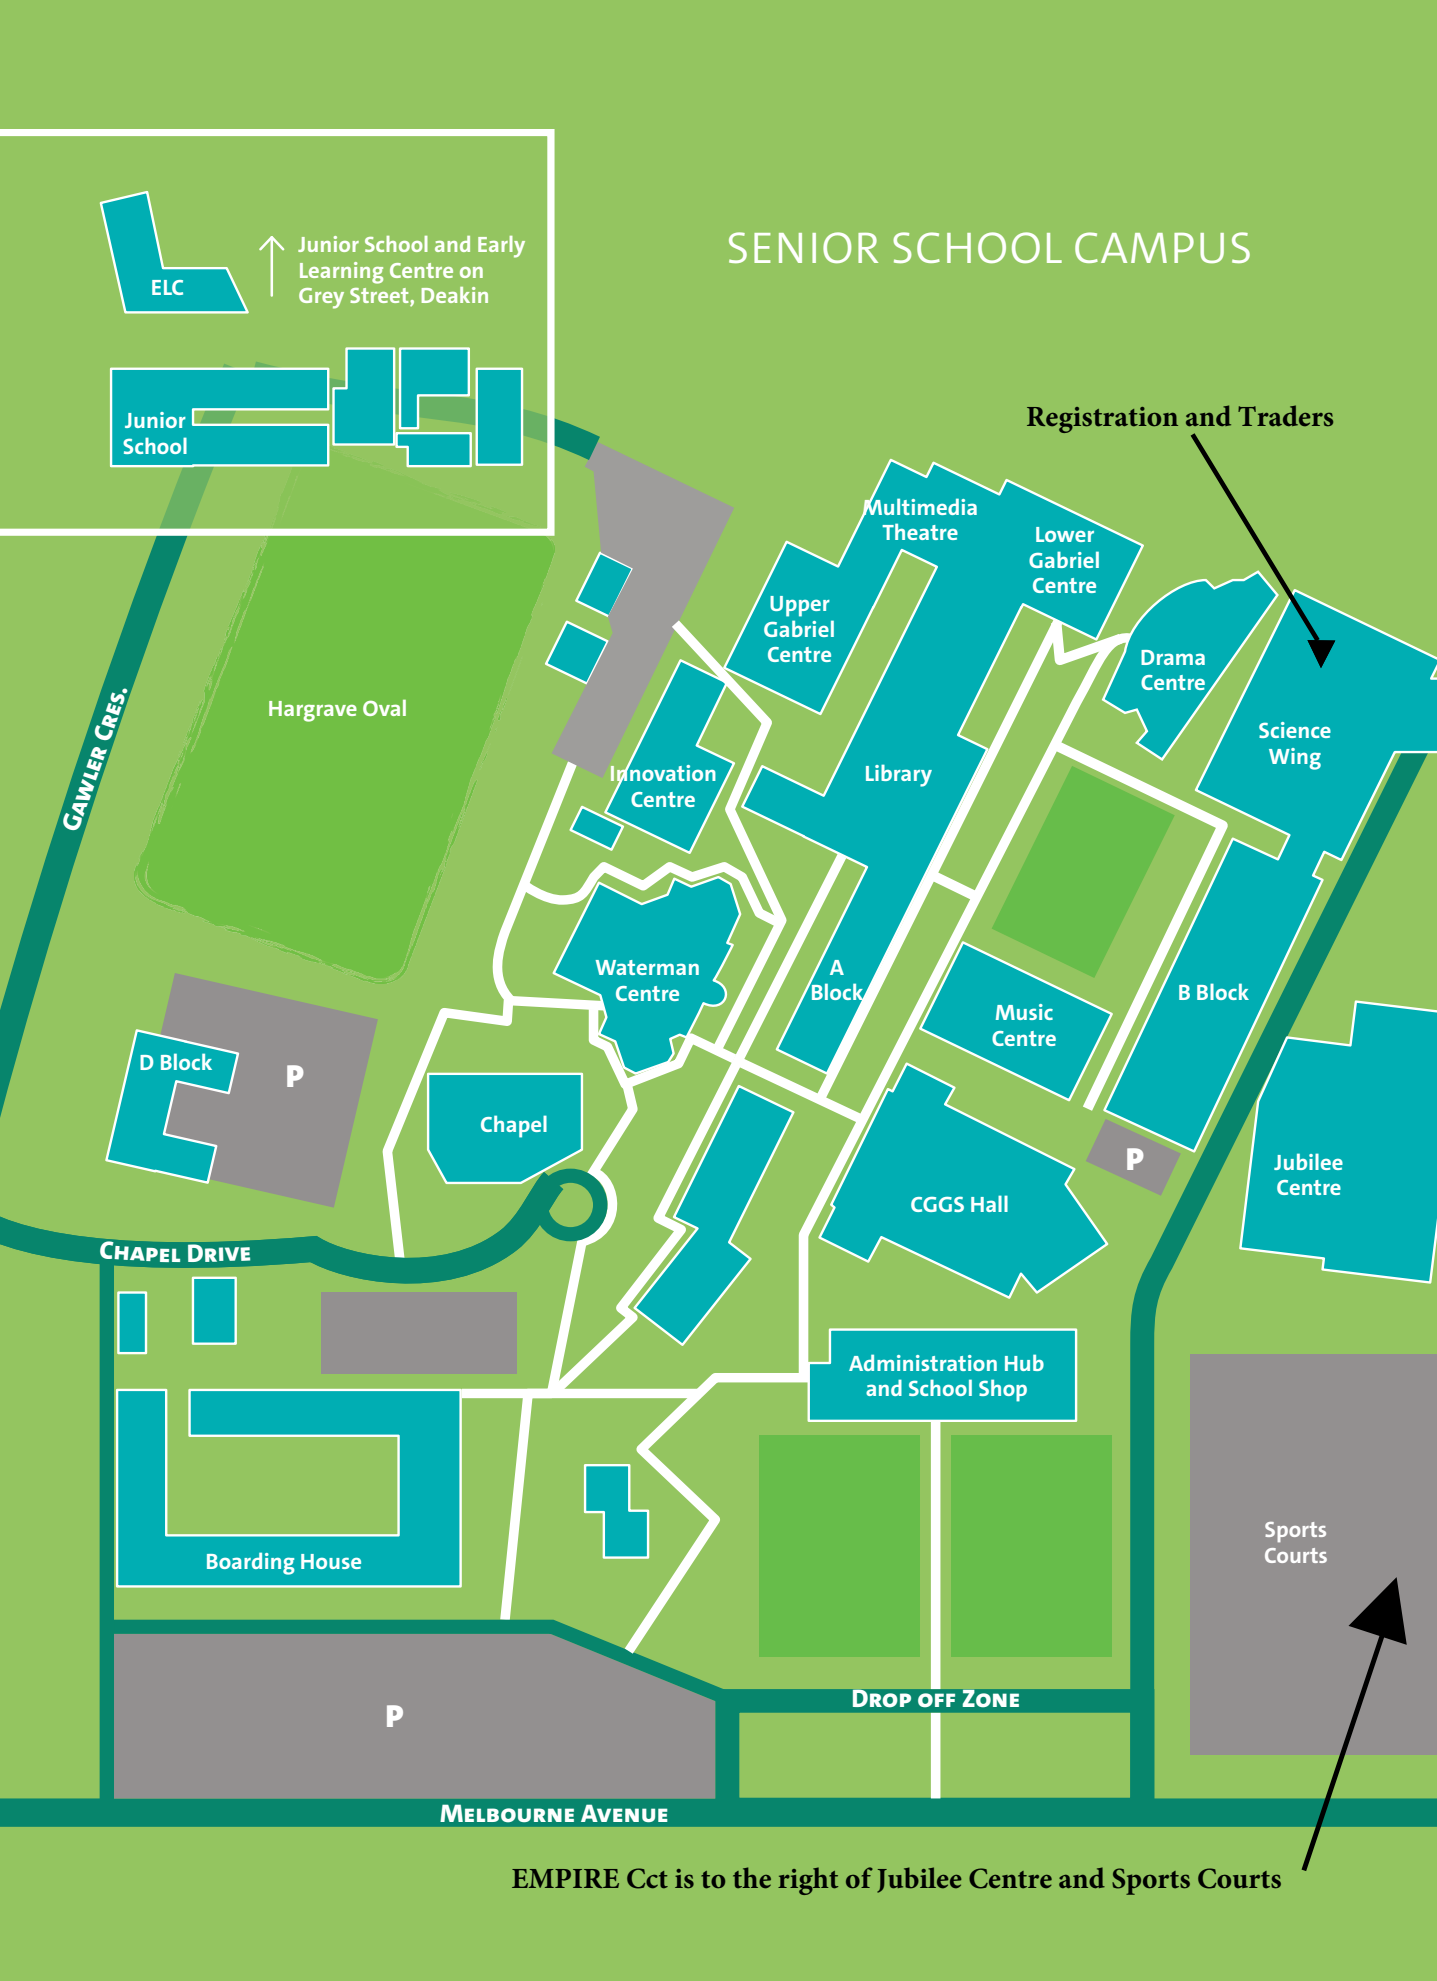 SENIOR SCHOOL CAMPUS
Junior School and Early
Learning Centre on
Grey Street, Deakin
ELC
Junior
School
Registration and Traders
Multimedia
Theatre
Lower
Gabriel
Centre
Upper
Gabriel
Centre
Drama
Centre
Hargrave Oval
GAWLER CRES.
Science
Wing
Innovation
Centre
Library
Waterman
Centre
A
Block
B Block
Music
Centre
D Block
P
Chapel
P
Jubilee
Centre
CGGS Hall
CHAPEL DRIVE
Administration Hub
and School Shop
Sports
Courts
Boarding House
DROP OFF ZONE
P
MELBOURNE AVENUE
EMPIRE Cct is to the right of Jubilee Centre and Sports Courts